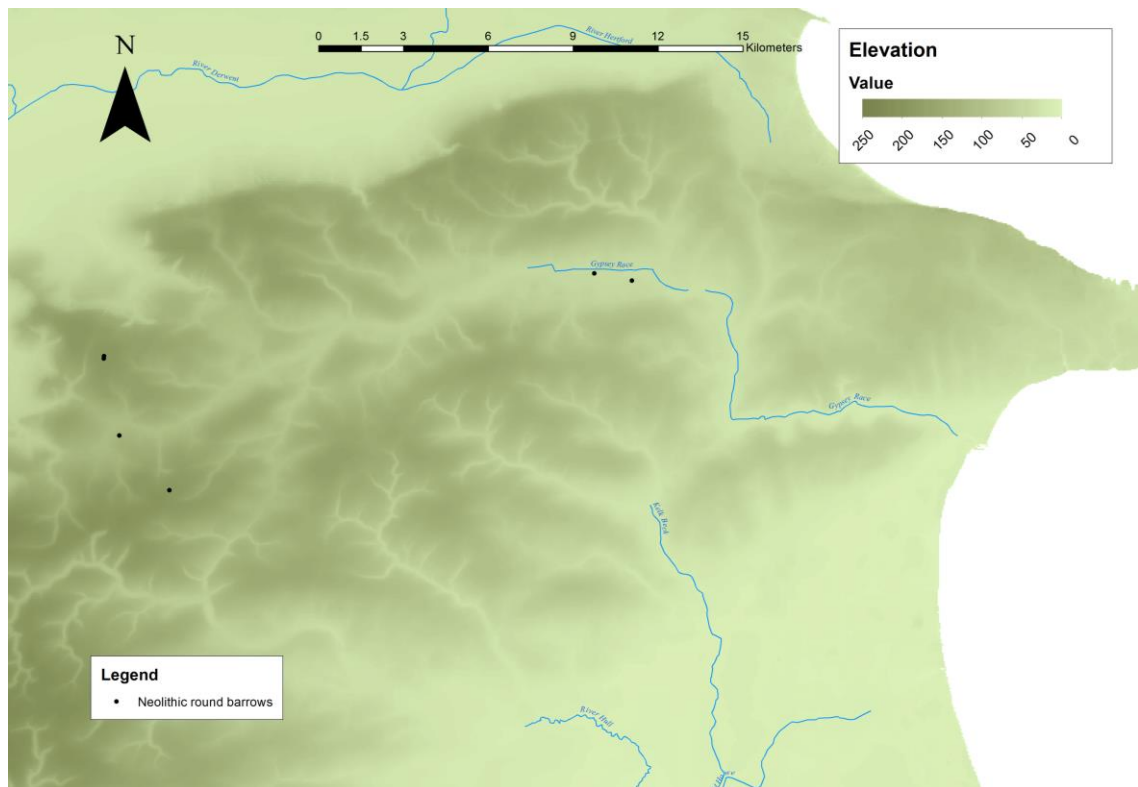 0 1.5 3 6 9 12 15
Kilometers
N
River Derwent
River Hertford
Elevation
Value
250 200 150 100 50 0
Gypsey Race
Gypsey Race
Kelk Beck
Legend
Neolithic round barrows
River Hull